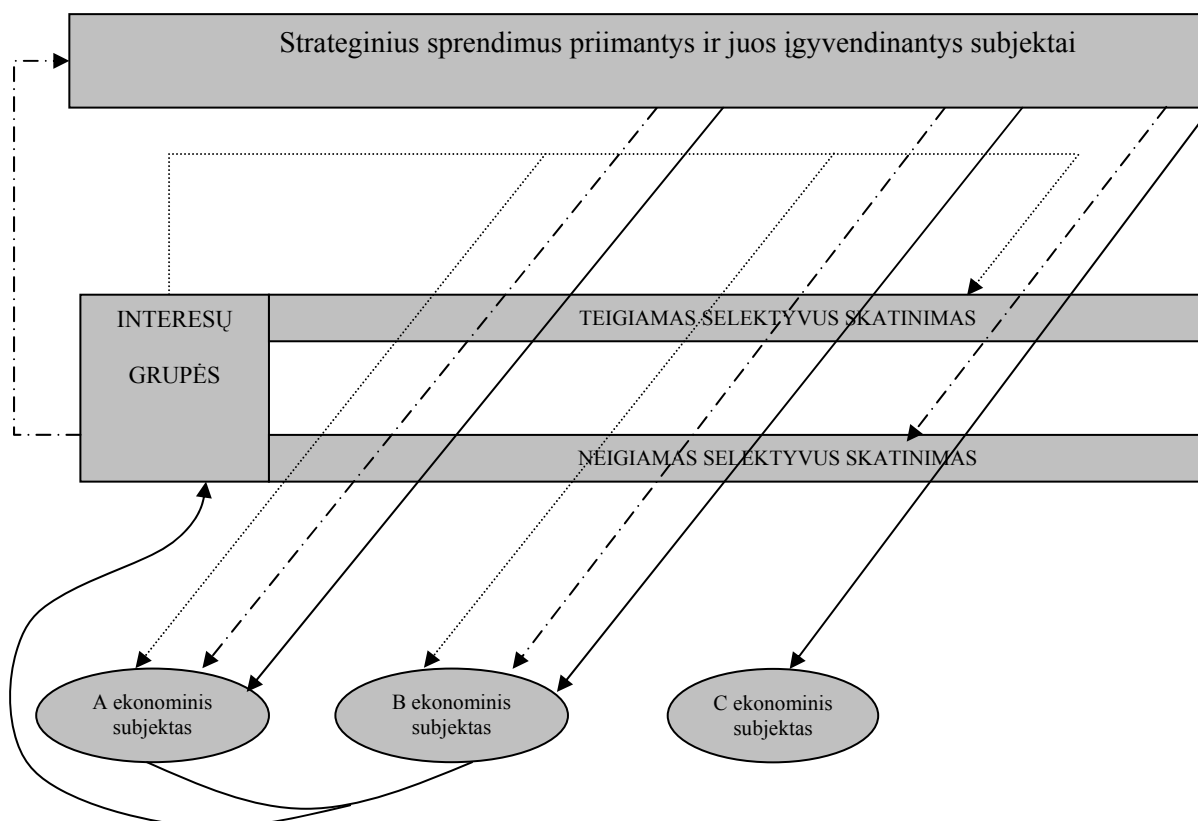 Strateginius sprendimus priimantys ir juos įgyvendinantys subjektai
INTERESŲ
GRUPĖS
TEIGIAMAS SELEKTYVUS SKATINIMAS
NEIGIAMAS SELEKTYVUS SKATINIMAS
A ekonominis
subjektas
B ekonominis
subjektas
C ekonominis
subjektas